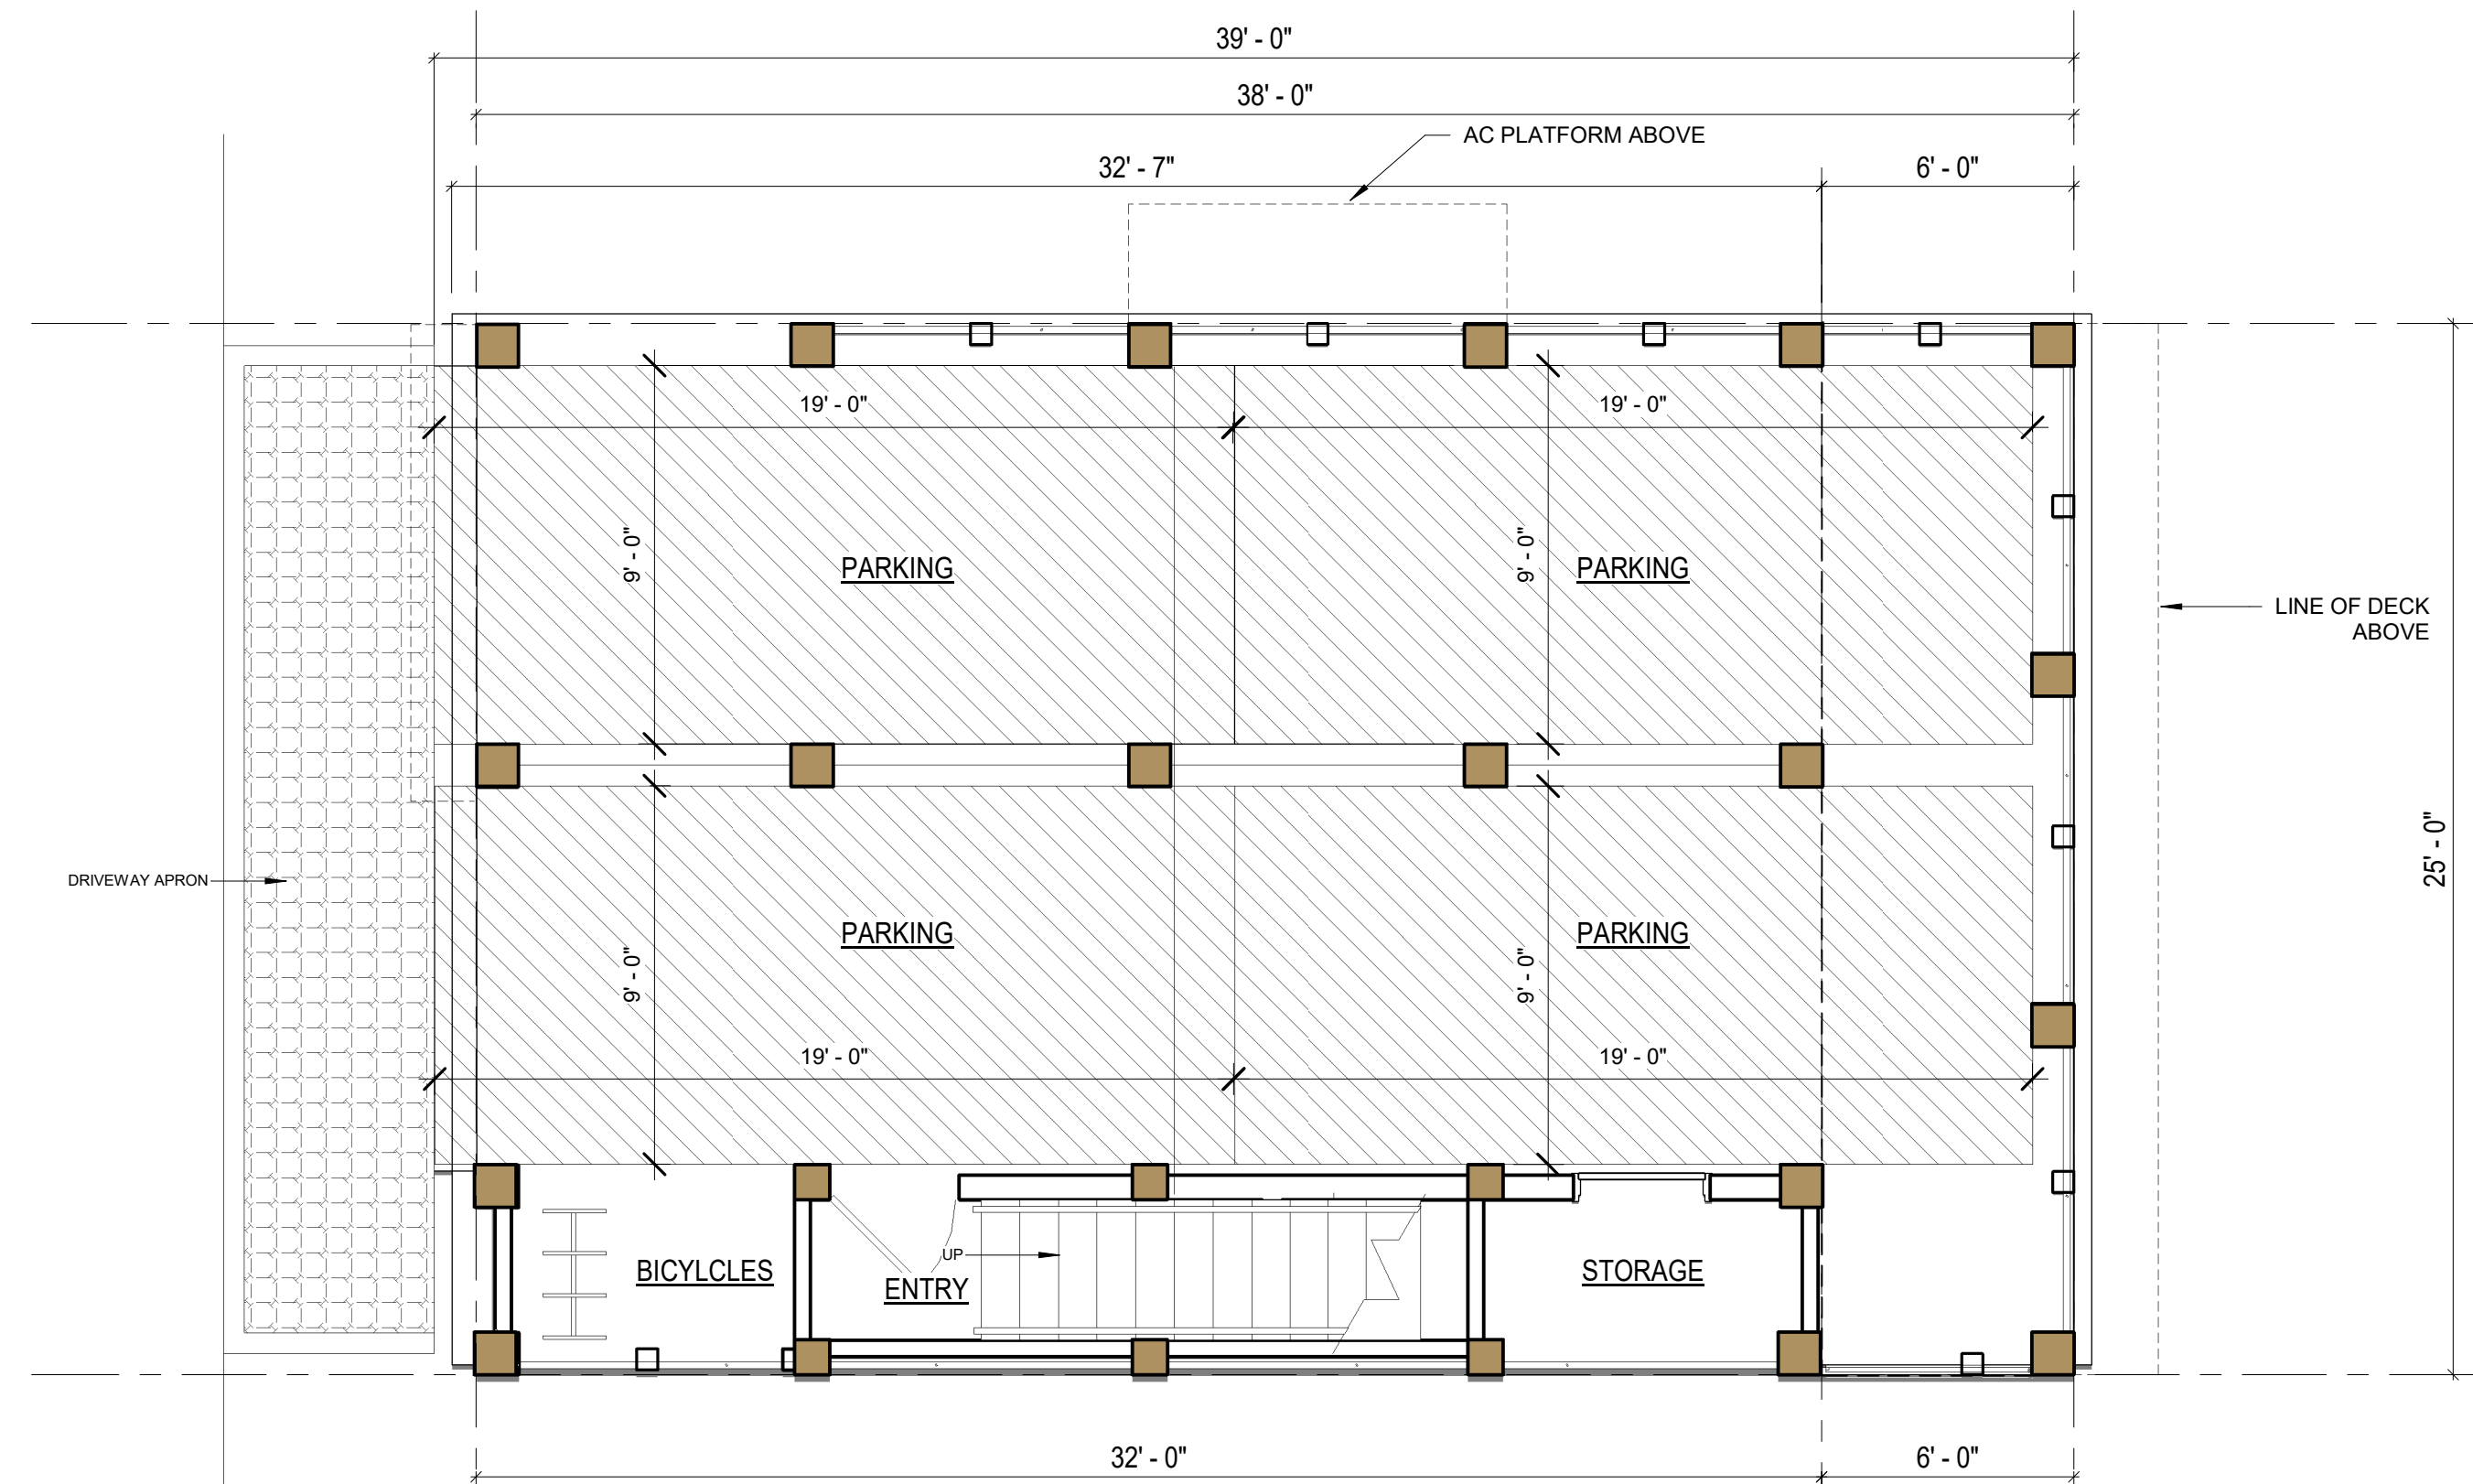 39' - 0"
38' - 0"
AC PLATFORM ABOVE
32' - 7"
6' - 0"
19' - 0"
19' - 0"
9' - 0"
9' - 0"
PARKING
PARKING
LINE OF DECK
ABOVE
25' - 0"
DRIVEWAY APRON
PARKING
PARKING
9' - 0"
9' - 0"
19' - 0"
19' - 0"
UP
BICYLCLES
ENTRY
STORAGE
32' - 0"
6' - 0"